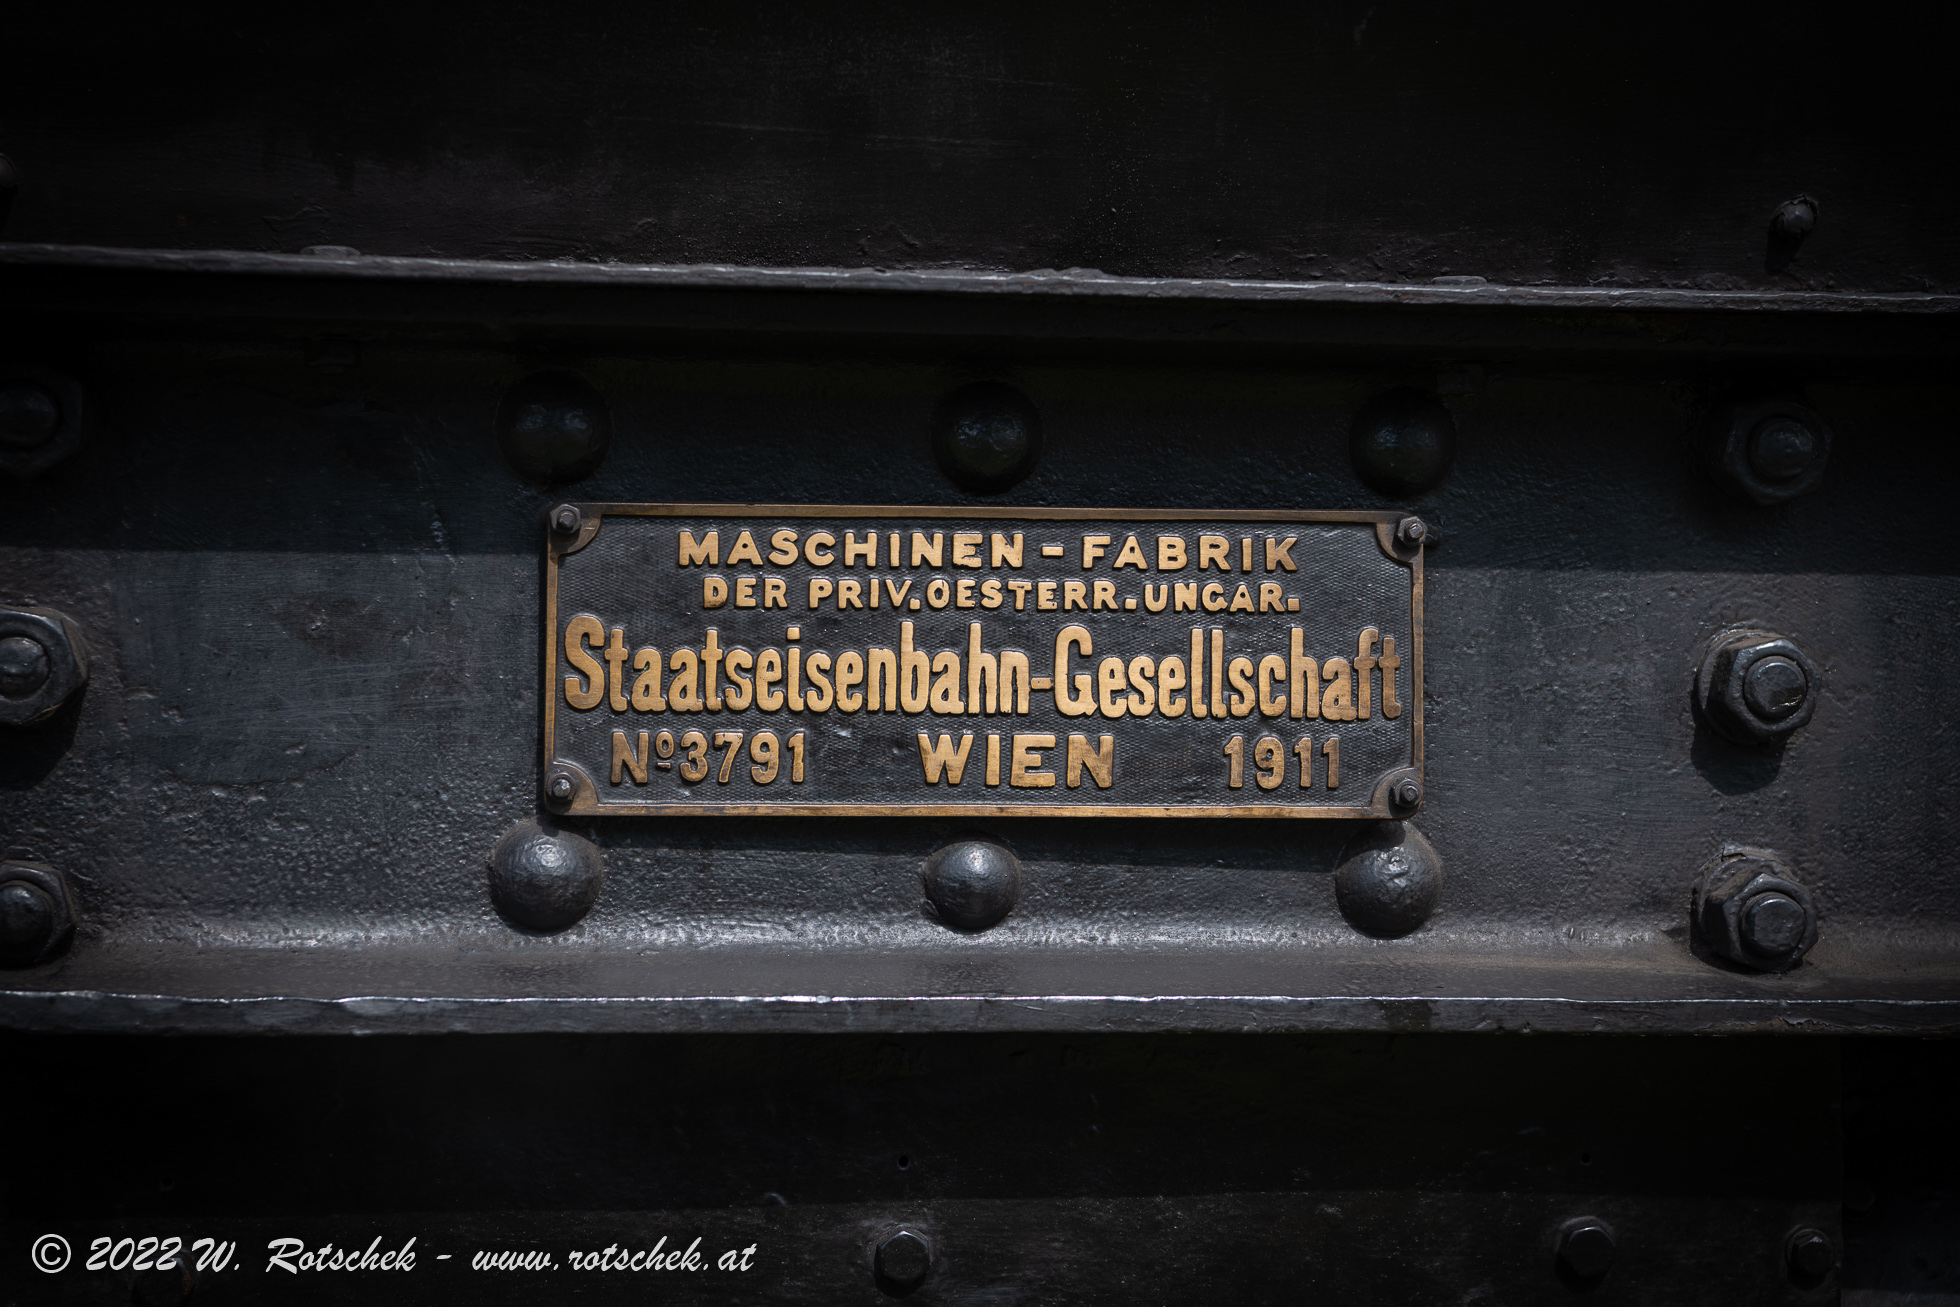 MASCHINEN-FABRIK
DER PRIV. OESTERR.-UNGAR.
Staatseisenbahn-Gesellschaft
Nº 3791 WIEN 1911
© 2022 W. Rotschek - www.rotschek.at